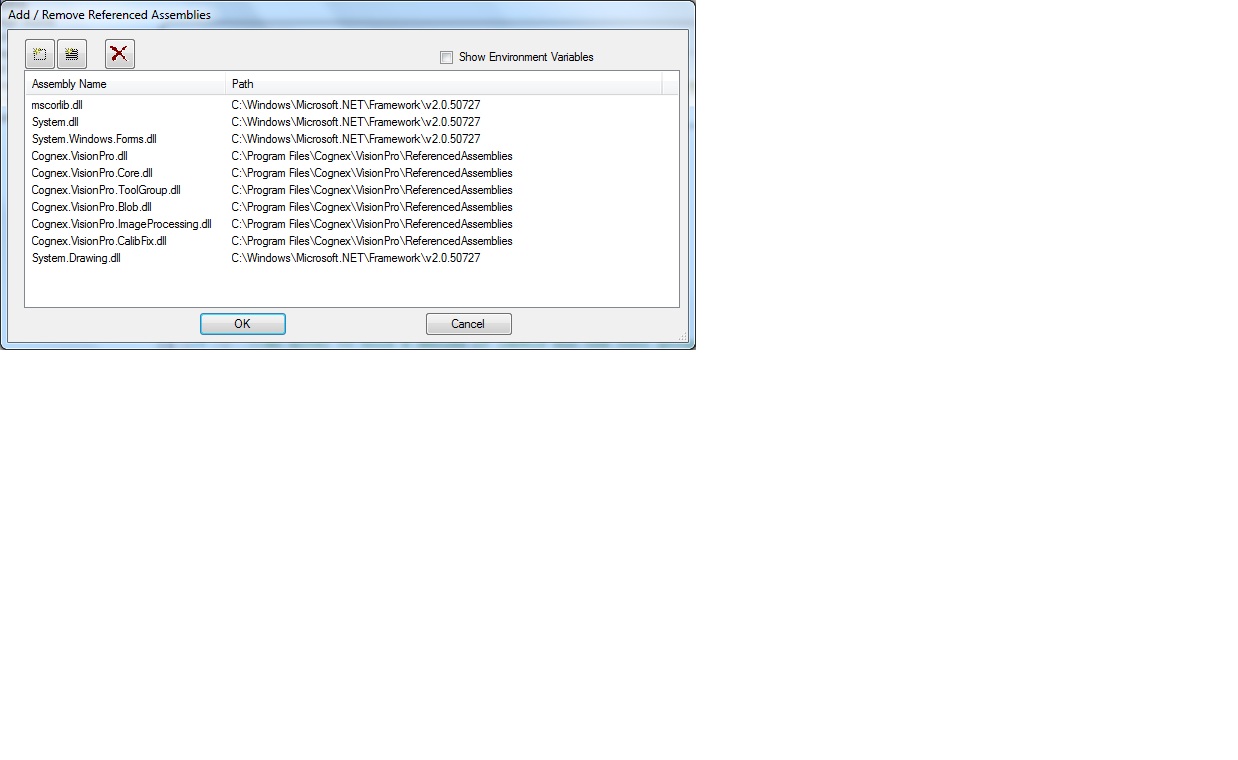 Add / Remove Referenced Assemblies
Show Environment Variables
Assembly Name Path
mscorlib.dll C:\Windows\Microsoft.NET\Framework\v2.0.50727
System.dll C:\Windows\Microsoft.NET\Framework\v2.0.50727
System.Windows.Forms.dll C:\Windows\Microsoft.NET\Framework\v2.0.50727
Cognex.VisionPro.dll C:\Program Files\Cognex\VisionPro\ReferencedAssemblies
Cognex.VisionPro.Core.dll C:\Program Files\Cognex\VisionPro\ReferencedAssemblies
Cognex.VisionPro.ToolGroup.dll C:\Program Files\Cognex\VisionPro\ReferencedAssemblies
Cognex.VisionPro.Blob.dll C:\Program Files\Cognex\VisionPro\ReferencedAssemblies
Cognex.VisionPro.ImageProcessing.dll C:\Program Files\Cognex\VisionPro\ReferencedAssemblies
Cognex.VisionPro.CalibFix.dll C:\Program Files\Cognex\VisionPro\ReferencedAssemblies
System.Drawing.dll C:\Windows\Microsoft.NET\Framework\v2.0.50727
OK Cancel